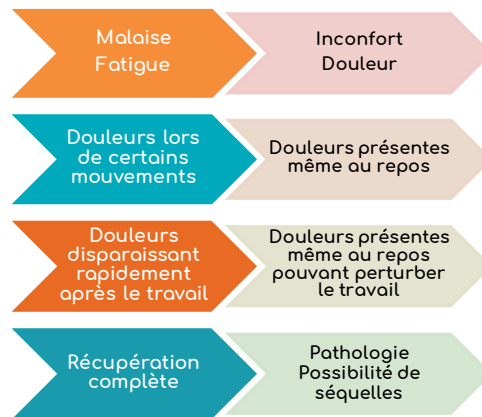 Malaise
Fatigue
Inconfort
Douleur
Douleurs lors
de certains
mouvements
Douleurs présentes
même au repos
Douleurs
disparaissant
rapidement
après le travail
Douleurs présentes
même au repos
pouvant perturber
le travail
Récupération
complète
Pathologie
Possibilité de
séquelles